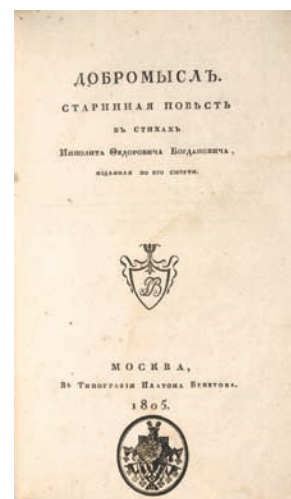 ДОБРОМЫСЛЪ.
СТАРИННАЯ ПОВѢСТЬ
ВЪ СТИХАХЪ
Ипполита Ѳедоровича Богдановича,
ИЗДАННАЯ ПО ЕГО СМЕРТИ.
МОСКВА,
Въ Типографіи Платона Бекетова.
1805.